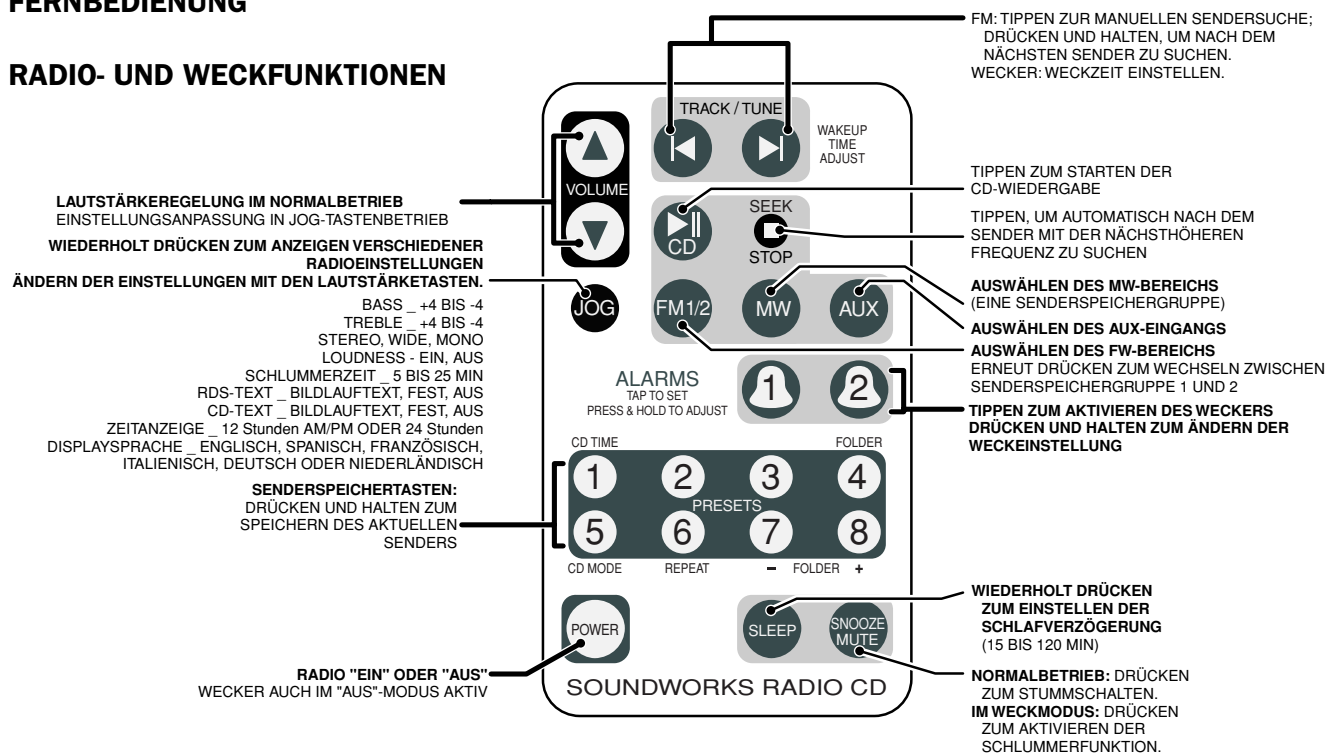 FERNBEDIENUNG
RADIO- UND WECKFUNKTIONEN
FM: TIPPEN ZUR MANUELLEN SENDERSUCHE;
DRÜCKEN UND HALTEN, UM NACH DEM
NÄCHSTEN SENDER ZU SUCHEN.
WECKER: WECKZEIT EINSTELLEN.
TRACK / TUNE
WAKEUP
TIME
ADJUST
VOLUME
LAUTSTÄRKEREGELUNG IM NORMALBETRIEB
EINSTELLUNGSANPASSUNG IN JOG-TASTENBETRIEB
WIEDERHOLT DRÜCKEN ZUM ANZEIGEN VERSCHIEDENER
RADIOEINSTELLUNGEN
ÄNDERN DER EINSTELLUNGEN MIT DEN LAUTSTÄRKETASTEN.
BASS _ +4 BIS -4
TREBLE _ +4 BIS -4
STEREO, WIDE, MONO
LOUDNESS - EIN, AUS
SCHLUMMERZEIT _ 5 BIS 25 MIN
RDS-TEXT _ BILDLAUFTEXT, FEST, AUS
CD-TEXT _ BILDLAUFTEXT, FEST, AUS
ZEITANZEIGE _ 12 Stunden AM/PM ODER 24 Stunden
DISPLAYSPRACHE _ ENGLISCH, SPANISCH, FRANZÖSISCH,
ITALIENISCH, DEUTSCH ODER NIEDERLÄNDISCH
CD
SEEK
STOP
TIPPEN ZUM STARTEN DER
CD-WIEDERGABE
TIPPEN, UM AUTOMATISCH NACH DEM
SENDER MIT DER NÄCHSTHÖHEREN
FREQUENZ ZU SUCHEN
JOG
FM1/2
MW
AUX
AUSWÄHLEN DES MW-BEREICHS
(EINE SENDERSPEICHERGRUPPE)
AUSWÄHLEN DES AUX-EINGANGS
AUSWÄHLEN DES FW-BEREICHS
ERNEUT DRÜCKEN ZUM WECHSELN ZWISCHEN
SENDERSPEICHERGRUPPE 1 UND 2
ALARMS
TAP TO SET
PRESS & HOLD TO ADJUST
1
2
TIPPEN ZUM AKTIVIEREN DES WECKERS
DRÜCKEN UND HALTEN ZUM ÄNDERN DER
WECKEINSTELLUNG
CD TIME
FOLDER
1 2 3 4
PRESETS
5 6 7 8
CD MODE
REPEAT
– FOLDER +
SENDERSPEICHERTASTEN:
DRÜCKEN UND HALTEN ZUM
SPEICHERN DES AKTUELLEN
SENDERS
POWER
SLEEP
SNOOZE
MUTE
RADIO "EIN" ODER "AUS"
WECKER AUCH IM "AUS"-MODUS AKTIV
SOUNDWORKS RADIO CD
WIEDERHOLT DRÜCKEN
ZUM EINSTELLEN DER
SCHLAFVERZÖGERUNG
(15 BIS 120 MIN)
NORMALBETRIEB: DRÜCKEN
ZUM STUMMSCHALTEN.
IM WECKMODUS: DRÜCKEN
ZUM AKTIVIEREN DER
SCHLUMMERFUNKTION.